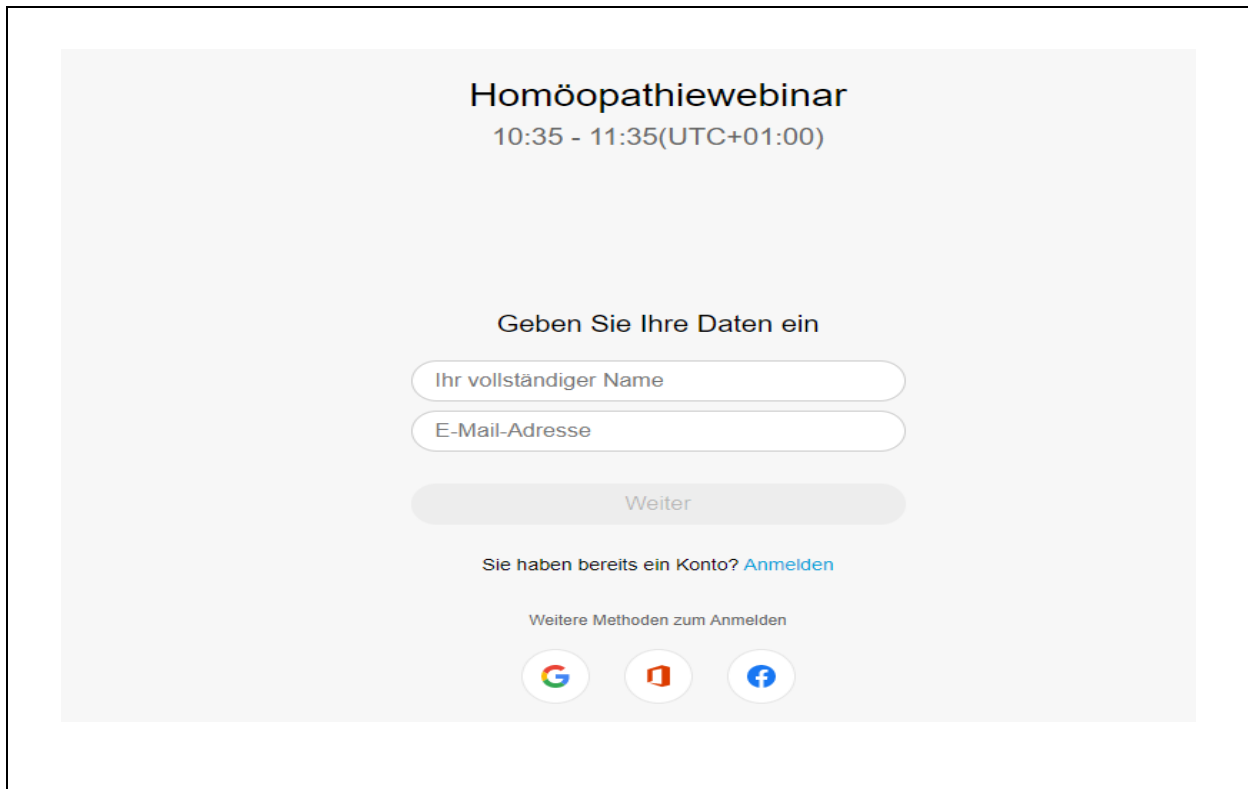 Homöopathiewebinar
10:35 - 11:35(UTC+01:00)
Geben Sie Ihre Daten ein
Ihr vollständiger Name
E-Mail-Adresse
Weiter
Sie haben bereits ein Konto? Anmelden
Weitere Methoden zum Anmelden